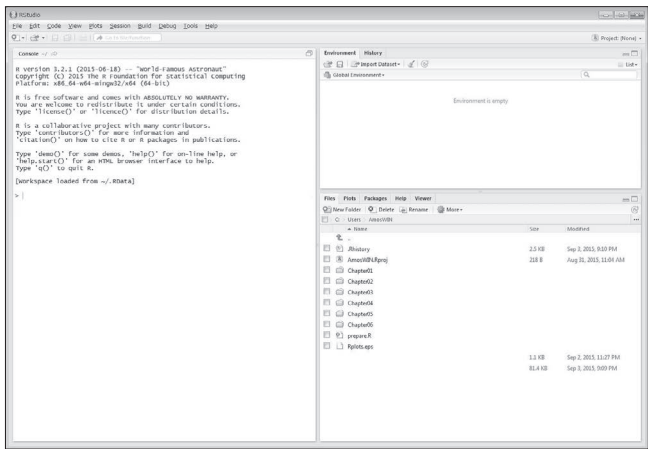 RStudio
File Edit Code View Plots Session Build Debug Tools Help
Go to file/function
Project: (None)
Console ~/
R version 3.2.1 (2015-06-18) -- "World-Famous Astronaut"
Copyright (C) 2015 The R Foundation for Statistical Computing
Platform: x86_64-w64-mingw32/x64 (64-bit)
R is free software and comes with ABSOLUTELY NO WARRANTY.
You are welcome to redistribute it under certain conditions.
Type 'license()' or 'licence()' for distribution details.
R is a collaborative project with many contributors.
Type 'contributors()' for more information and
'citation()' on how to cite R or R packages in publications.
Type 'demo()' for some demos, 'help()' for on-line help, or
'help.start()' for an HTML browser interface to help.
Type 'q()' to quit R.
[Workspace loaded from ~/.RData]
>
Environment History
Import Dataset
List
Global Environment
Environment is empty
Files Plots Packages Help Viewer
New Folder Delete Rename More
C: Users AmosWIN
Name Size Modified
..
.Rhistory 2.5 KB Sep 3, 2015, 9:10 PM
AmosWIN.Rproj 218 B Aug 31, 2015, 11:04 AM
Chapter01
Chapter02
Chapter03
Chapter04
Chapter05
Chapter06
prepare.R
Rplots.eps
1.1 KB Sep 2, 2015, 11:27 PM
81.4 KB Sep 3, 2015, 9:09 PM